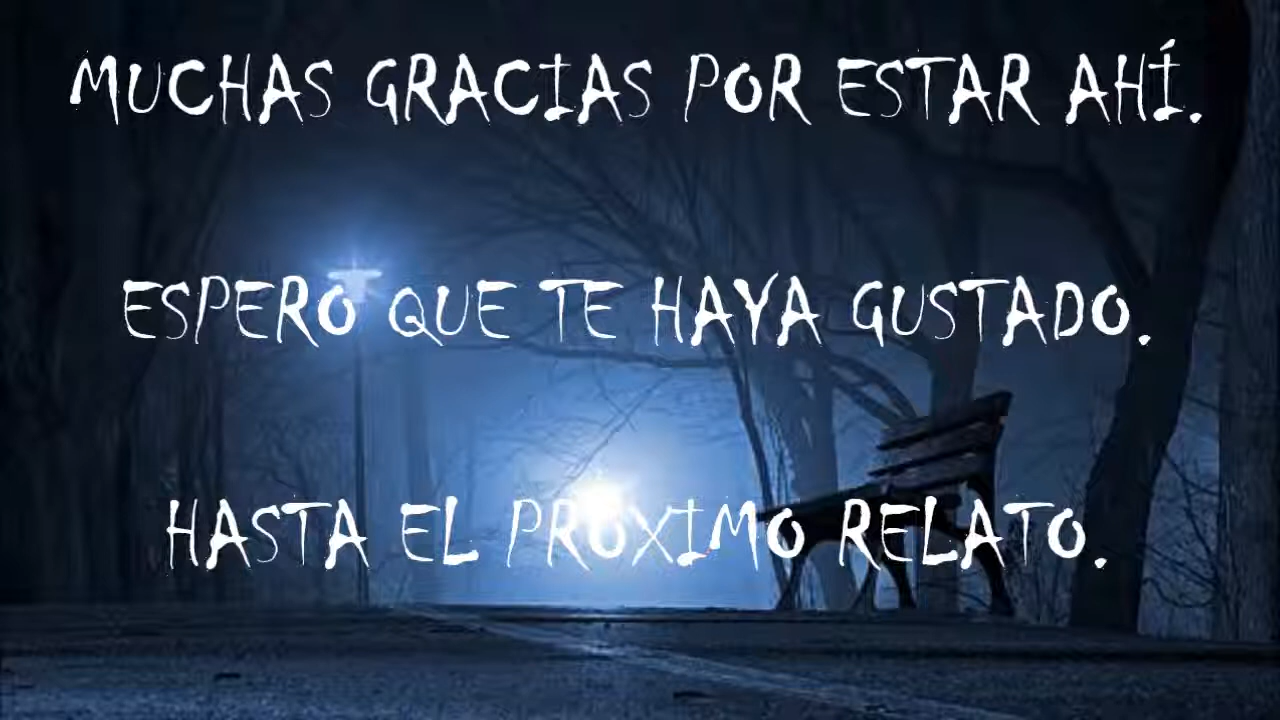 MUCHAS GRACIAS POR ESTAR AHÍ.
ESPERO QUE TE HAYA GUSTADO.
HASTA EL PRÓXIMO RELATO.